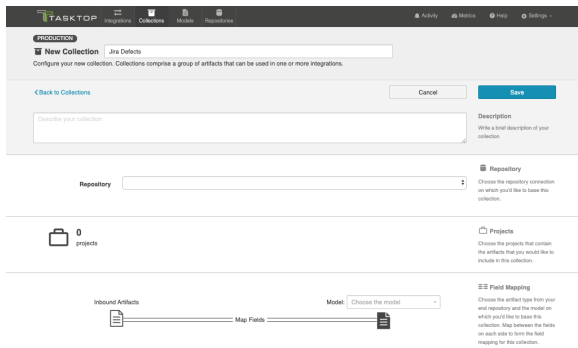 TASKTOP
Integrations
Collections
Models
Repositories
Activity
Metrics
Help
Settings
PRODUCTION
New Collection
Jira Defects
Configure your new collection. Collections comprise a group of artifacts that can be used in one or more integrations.
Back to Collections
Cancel
Save
Describe your collection
Description
Write a brief description of your
collection.
Repository
Repository
Choose the repository connection
on which you'd like to base this
collection.
0
projects
Projects
Choose the projects that contain
the artifacts that you would like to
include in this collection.
Field Mapping
Inbound Artifacts
Model:
Choose the model
Map Fields
Choose the artifact type from your
end repository and the model on
which you'd like to base this
collection. Map between the fields
on each side to form the field
mapping for this collection.